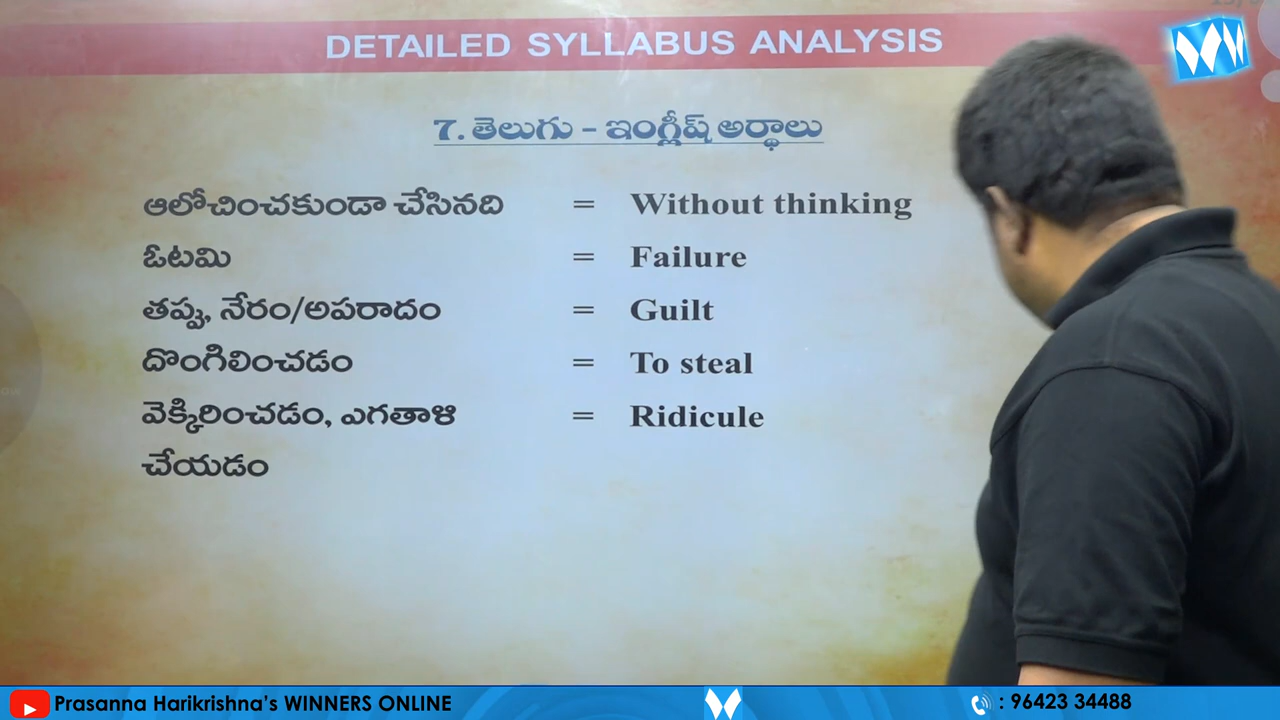 DETAILED SYLLABUS ANALYSIS
7. తెలుగు - ఇంగ్లీష్ అర్థాలు
ఆలోచించకుండా చేసినది = Without thinking
ఓటమి = Failure
తప్పు, నేరం/అపరాదం = Guilt
దొంగిలించడం = To steal
వెక్కిరించడం, ఎగతాళి = Ridicule
చేయడం
Prasanna Harikrishna's WINNERS ONLINE
: 96423 34488